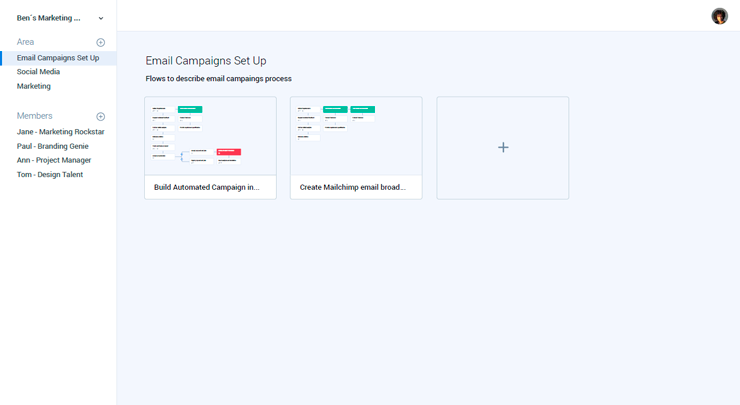 Ben`s Marketing ...
Area
Email Campaigns Set Up
Social Media
Marketing
Members
Jane - Marketing Rockstar
Paul - Branding Genie
Ann - Project Manager
Tom - Design Talent
Email Campaigns Set Up
Flows to describe email campaings process
Build Automated Campaign in...
Create Mailchimp email broad...